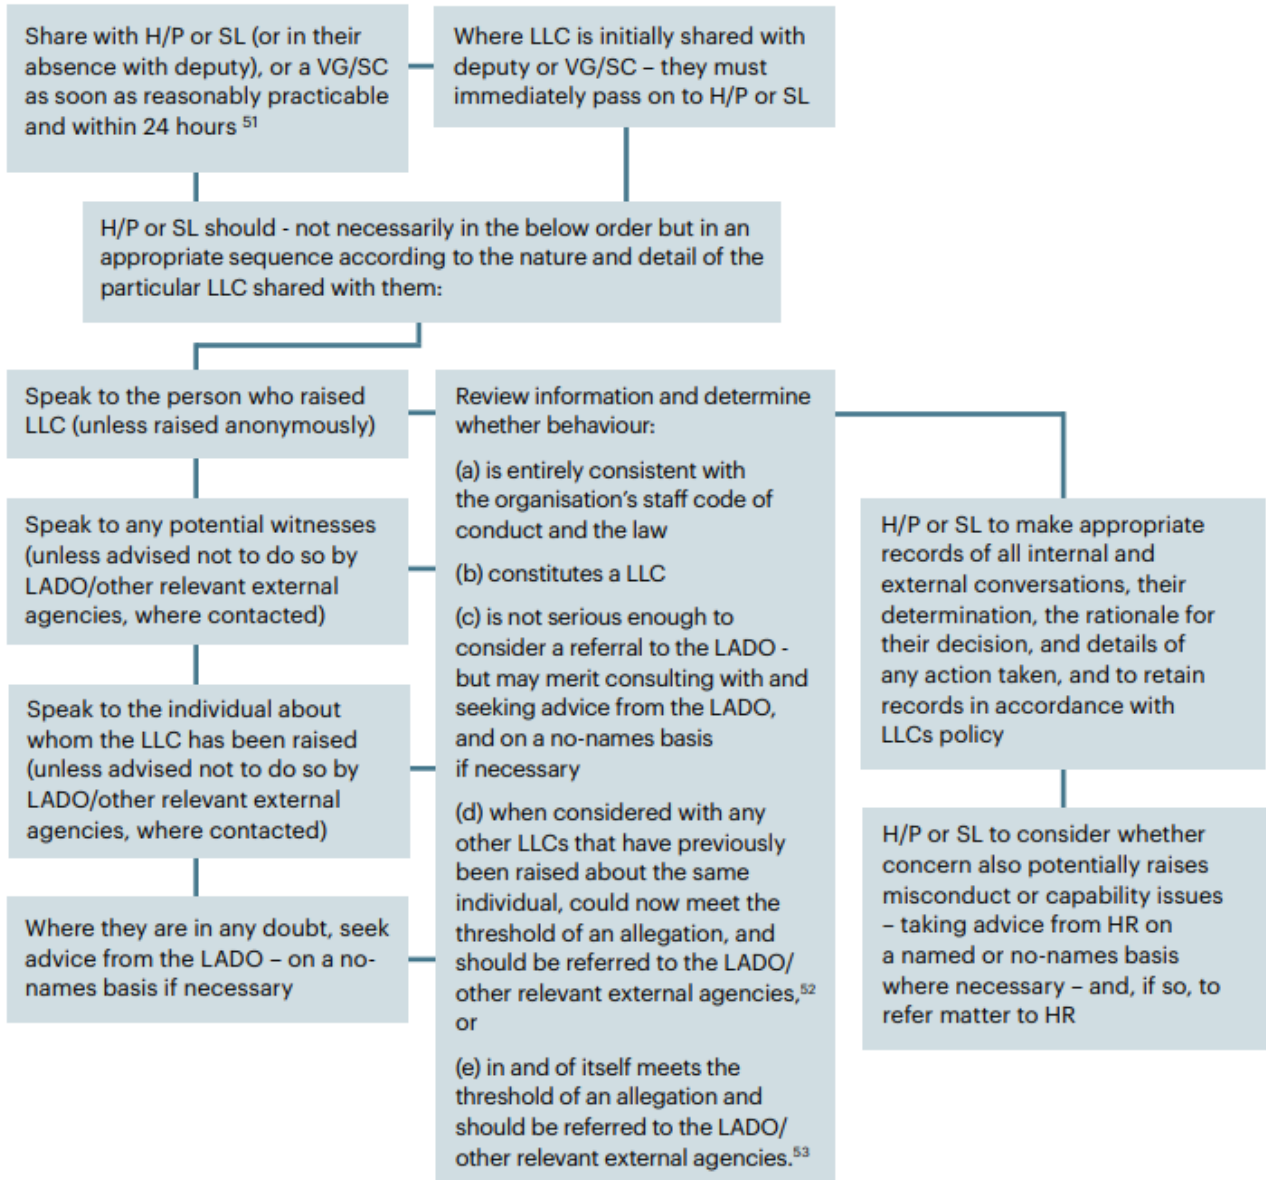 Share with H/P or SL (or in their
absence with deputy), or a VG/SC
as soon as reasonably practicable
and within 24 hours 51
Where LLC is initially shared with
deputy or VG/SC – they must
immediately pass on to H/P or SL
H/P or SL should - not necessarily in the below order but in an
appropriate sequence according to the nature and detail of the
particular LLC shared with them:
Speak to the person who raised
LLC (unless raised anonymously)
Speak to any potential witnesses
(unless advised not to do so by
LADO/other relevant external
agencies, where contacted)
Speak to the individual about
whom the LLC has been raised
(unless advised not to do so by
LADO/other relevant external
agencies, where contacted)
Where they are in any doubt, seek
advice from the LADO – on a no-
names basis if necessary
Review information and determine
whether behaviour:
(a) is entirely consistent with
the organisation's staff code of
conduct and the law
(b) constitutes a LLC
(c) is not serious enough to
consider a referral to the LADO -
but may merit consulting with and
seeking advice from the LADO,
and on a no-names basis
if necessary
(d) when considered with any
other LLCs that have previously
been raised about the same
individual, could now meet the
threshold of an allegation, and
should be referred to the LADO/
other relevant external agencies,52
or
(e) in and of itself meets the
threshold of an allegation and
should be referred to the LADO/
other relevant external agencies.53
H/P or SL to make appropriate
records of all internal and
external conversations, their
determination, the rationale for
their decision, and details of
any action taken, and to retain
records in accordance with
LLCs policy
H/P or SL to consider whether
concern also potentially raises
misconduct or capability issues
– taking advice from HR on
a named or no-names basis
where necessary – and, if so, to
refer matter to HR